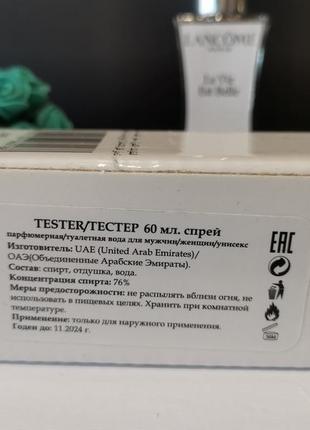 LANCÔME
La Vie
Est Belle
TESTER/ТЕСТЕР 60 мл. спрей
парфюмерная/туалетная вода для мужчин/женщин/унисекс
Изготовитель: UAE (United Arab Emirates)/
ОАЭ(Объединенные Арабские Эмираты).
Состав: спирт, отдушка, вода.
Концентрация спирта: 76%
Меры предосторожности: не распылять вблизи огня, не
использовать в пищевых целях. Хранить при комнатной
температуре.
Применение: только для наружного применения.
Годен до: 11.2024 г.
EAC
36M